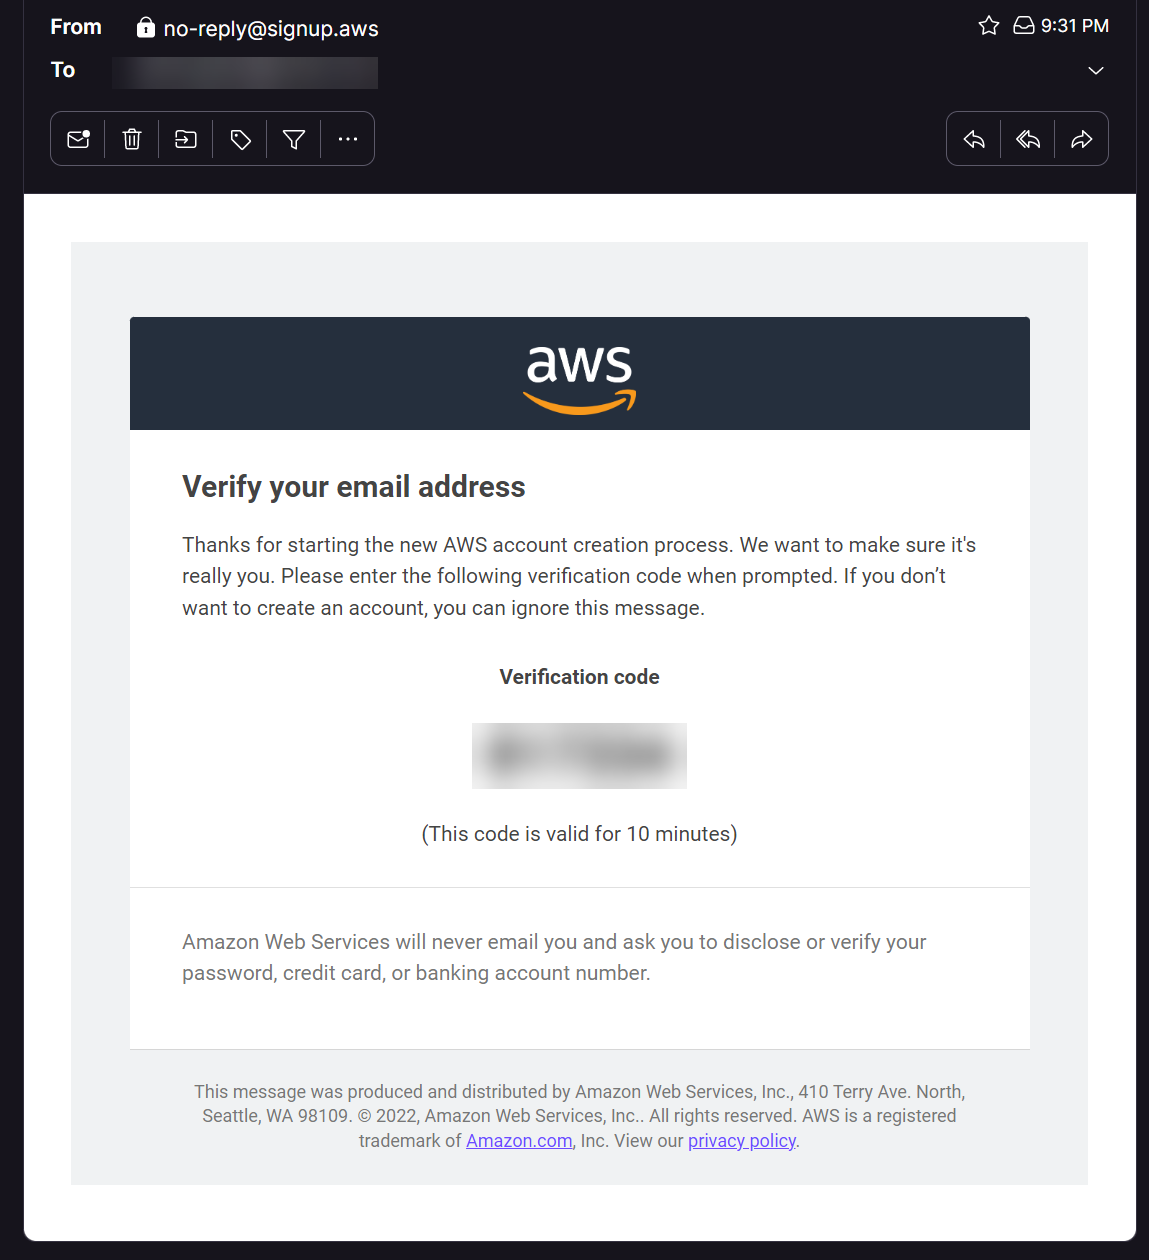 From no-reply@signup.aws 9:31 PM
To
aws
Verify your email address
Thanks for starting the new AWS account creation process. We want to make sure it's
really you. Please enter the following verification code when prompted. If you don’t
want to create an account, you can ignore this message.
Verification code
(This code is valid for 10 minutes)
Amazon Web Services will never email you and ask you to disclose or verify your
password, credit card, or banking account number.
This message was produced and distributed by Amazon Web Services, Inc., 410 Terry Ave. North,
Seattle, WA 98109. © 2022, Amazon Web Services, Inc.. All rights reserved. AWS is a registered
trademark of Amazon.com, Inc. View our privacy policy.